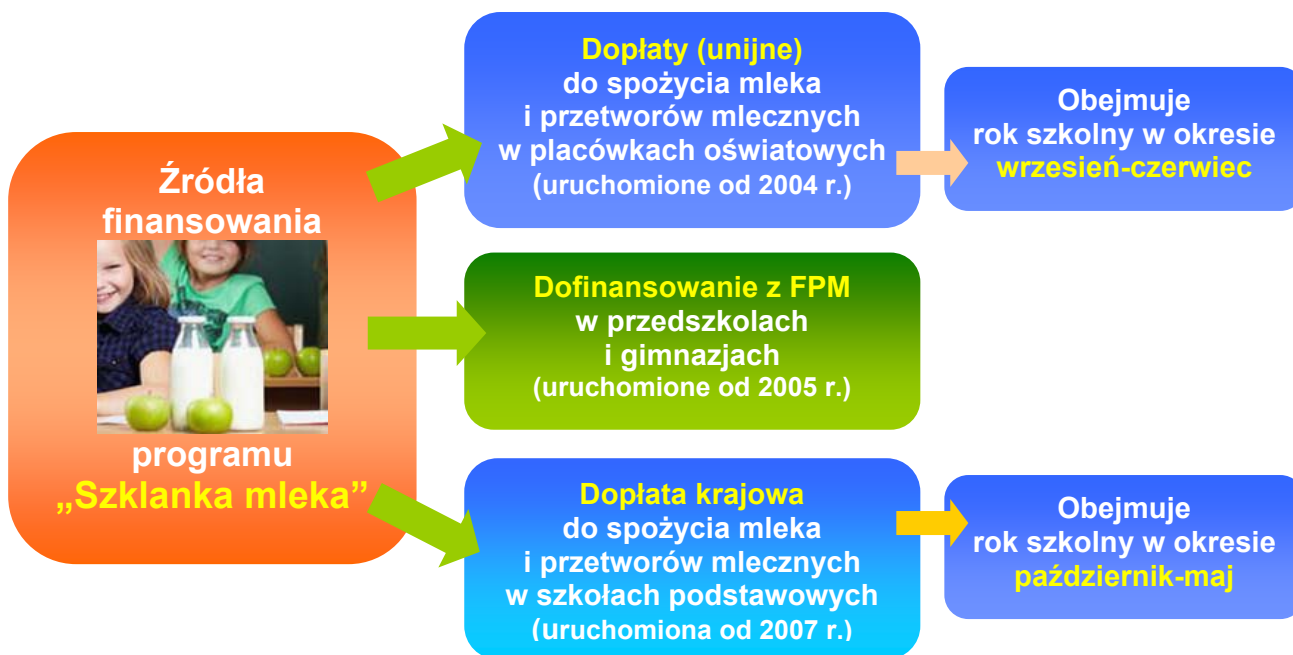 Źródła
finansowania
programu
„Szklanka mleka”
Dopłaty (unijne)
do spożycia mleka
i przetworów mlecznych
w placówkach oświatowych
(uruchomione od 2004 r.)
Obejmuje
rok szkolny w okresie
wrzesień-czerwiec
Dofinansowanie z FPM
w przedszkolach
i gimnazjach
(uruchomione od 2005 r.)
Dopłata krajowa
do spożycia mleka
i przetworów mlecznych
w szkołach podstawowych
(uruchomiona od 2007 r.)
Obejmuje
rok szkolny w okresie
październik-maj